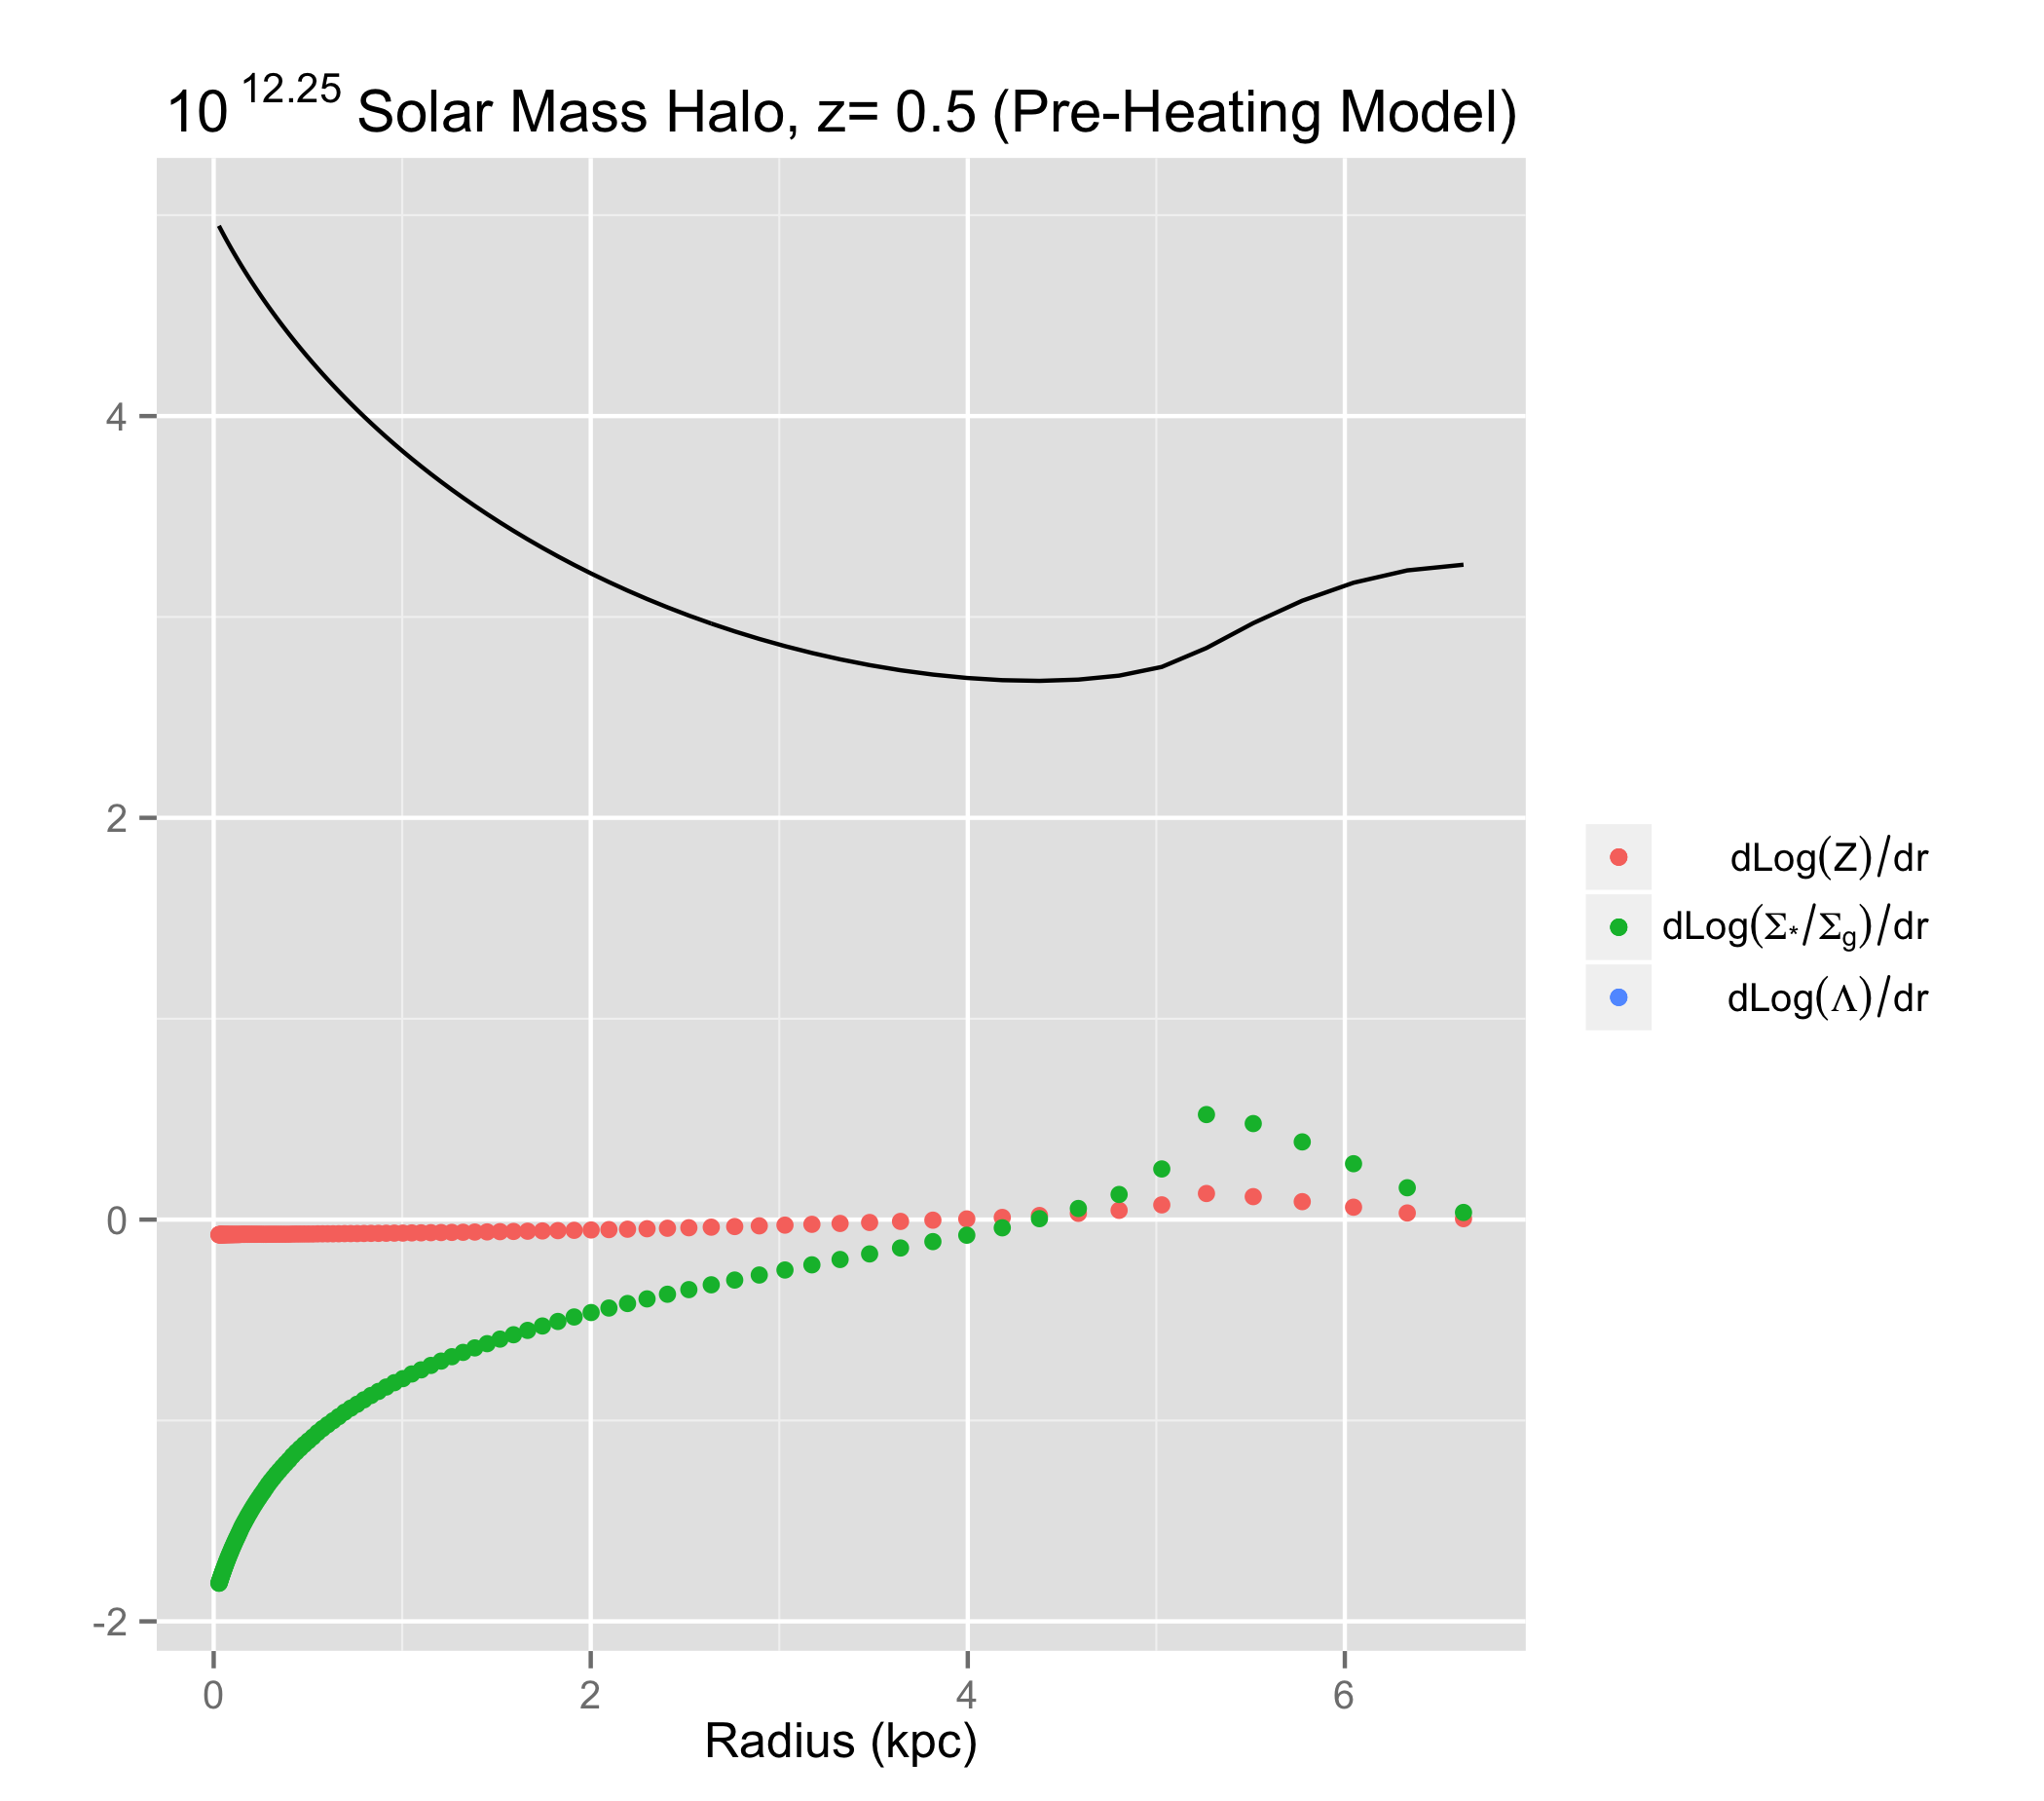 10^12.25 Solar Mass Halo, z= 0.5 (Pre-Heating Model)
4
2
0
-2
0 2 4 6
Radius (kpc)
dLog(Z)/dr
dLog(Σ*/Σg)/dr
dLog(Λ)/dr